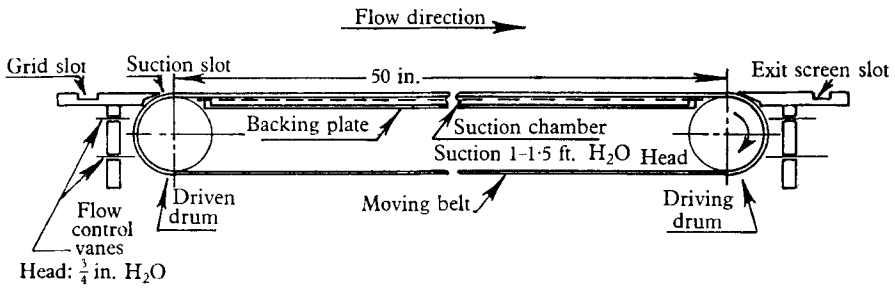 Flow direction
Grid slot
Suction slot
50 in.
Exit screen slot
Backing plate
Suction chamber
Suction 1–1·5 ft. H₂O Head
Driven
drum
Moving belt
Driving
drum
Flow
control
vanes
Head: ¾ in. H₂O